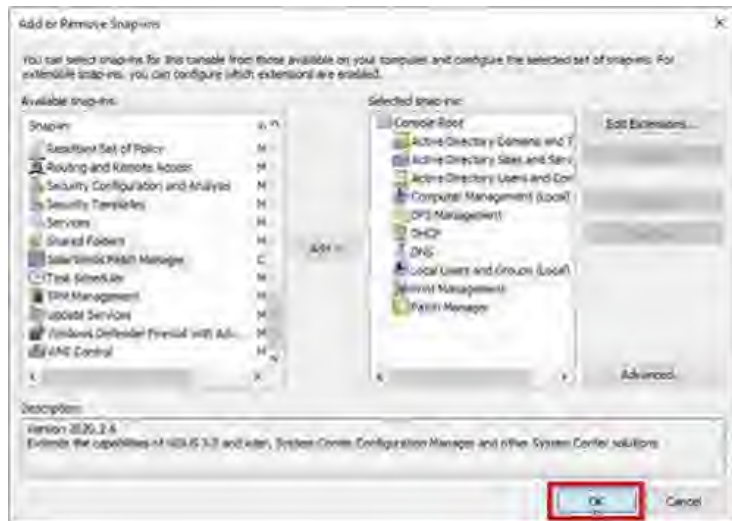 Add or Remove Snap-ins
You can select snap-ins for this console from those available on your computer and configure the selected set of snap-ins. For
extensible snap-ins, you can configure which extensions are enabled.
Available snap-ins:
Snap-in
Resultant Set of Policy M
Routing and Remote Access M
Security Configuration and Analysis M
Security Templates M
Services M
Shared Folders M
SolarWinds Patch Manager C
Task Scheduler M
TPM Management M
Update Services M
Windows Defender Firewall with Adv... M
WMI Control M
Add >
Selected snap-ins:
Console Root
Active Directory Domains and T
Active Directory Sites and Serv
Active Directory Users and Com
Computer Management (Local)
DFS Management
DHCP
DNS
Local Users and Groups (Local)
Print Management
Patch Manager
Edit Extensions...
Advanced...
Description:
Version 2020.2.6
Extends the capabilities of WSUS 3.0 and later, System Center Configuration Manager and other System Center solutions
OK
Cancel